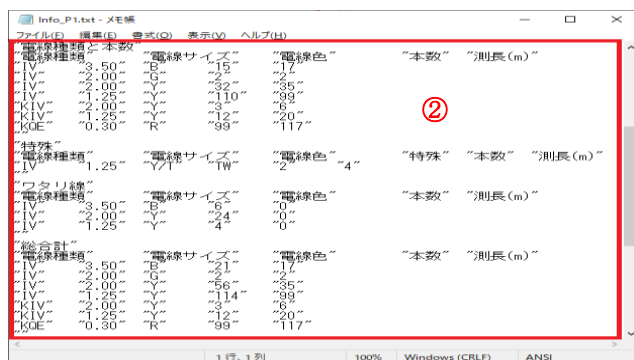 Info_P1.txt - メモ帳
ファイル(F) 編集(E) 書式(O) 表示(V) ヘルプ(H)
"電線種類と本数"
"電線種類" "電線サイズ" "電線色" "本数" "測長(m)"
"IV" "3.50" "B" "15" "17"
"IV" "2.00" "G" "2" "2"
"IV" "2.00" "Y" "32" "35"
"IV" "1.25" "Y" "110" "99"
"KIV" "2.00" "Y" "3" "6"
"KIV" "1.25" "Y" "12" "20"
"KQE" "0.30" "R" "99" "117"
""
"特殊"
"電線種類" "電線サイズ" "電線色" "特殊" "本数" "測長(m)"
"IV" "1.25" "Y/T" "TW" "2" "4"
""
"ワタリ線"
"電線種類" "電線サイズ" "電線色" "本数" "測長(m)"
"IV" "3.50" "B" "6" "0"
"IV" "2.00" "Y" "24" "0"
"IV" "1.25" "Y" "4" "0"
""
"総合計"
"電線種類" "電線サイズ" "電線色" "本数" "測長(m)"
"IV" "3.50" "B" "21" "17"
"IV" "2.00" "G" "2" "2"
"IV" "2.00" "Y" "56" "35"
"IV" "1.25" "Y" "114" "99"
"KIV" "2.00" "Y" "3" "6"
"KIV" "1.25" "Y" "12" "20"
"KQE" "0.30" "R" "99" "117"
""
②
1 行、1 列 100% Windows (CRLF) ANSI